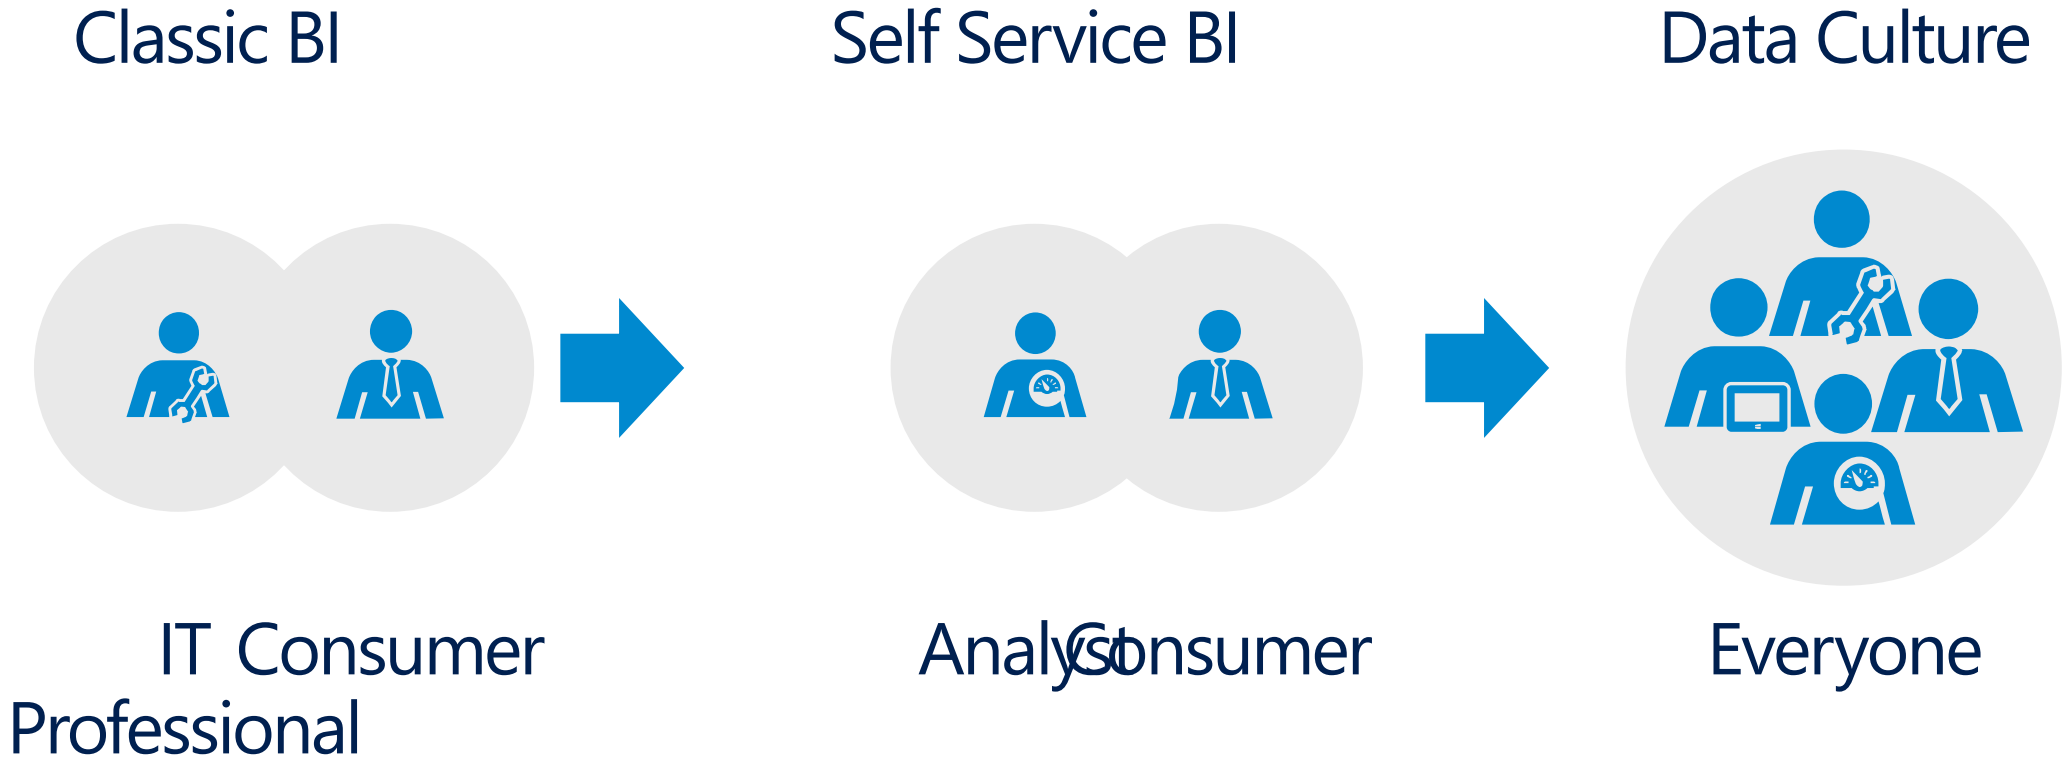 Classic BI
Self Service BI
Data Culture
IT
Professional
Consumer
Analyst
Consumer
Everyone